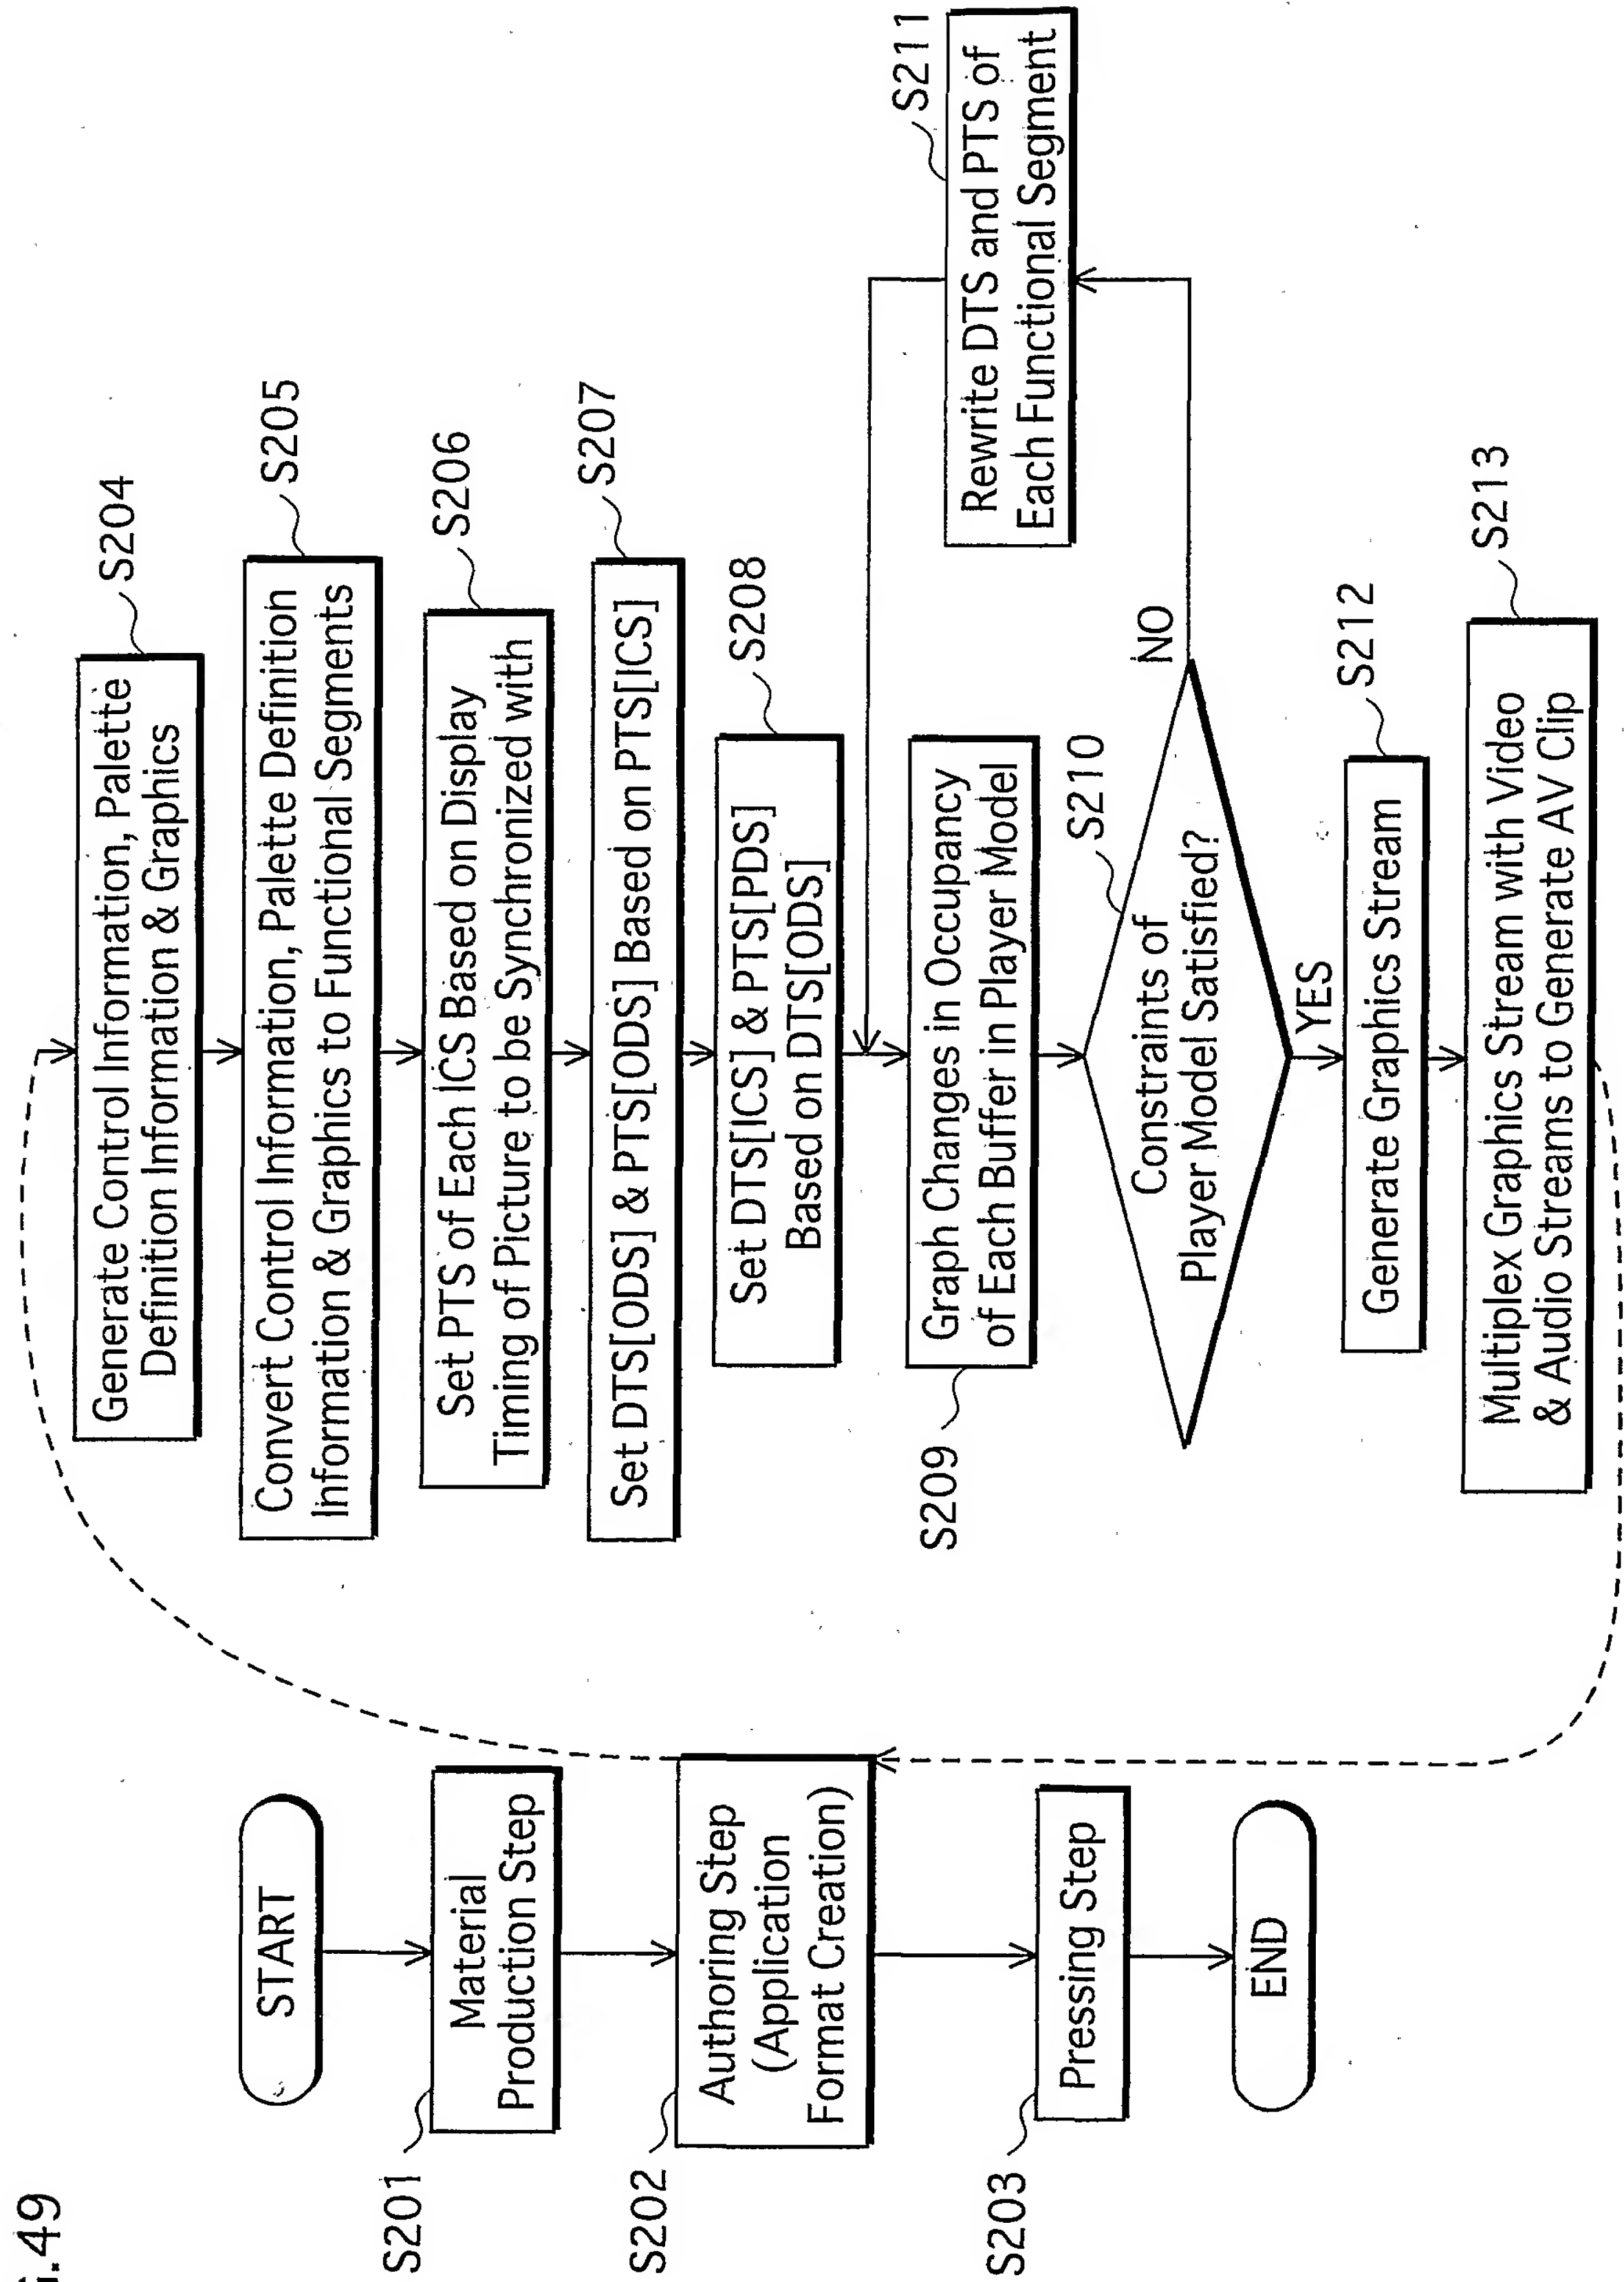 .49
START
S201
Material
Production Step
S202
Authoring Step
(Application
Format Creation)
S203
Pressing Step
END
S204
Generate Control Information, Palette
Definition Information & Graphics
S205
Convert Control Information, Palette Definition
Information & Graphics to Functional Segments
S206
Set PTS of Each ICS Based on Display
Timing of Picture to be Synchronized with
S207
Set DTS[ODS] & PTS[ODS] Based on PTS[ICS]
S208
Set DTS[ICS] & PTS[PDS]
Based on DTS[ODS]
S209
Graph Changes in Occupancy
of Each Buffer in Player Model
S210
Constraints of
Player Model Satisfied?
NO
S211
Rewrite DTS and PTS of
Each Functional Segment
YES
S212
Generate Graphics Stream
S213
Multiplex Graphics Stream with Video
& Audio Streams to Generate AV Clip